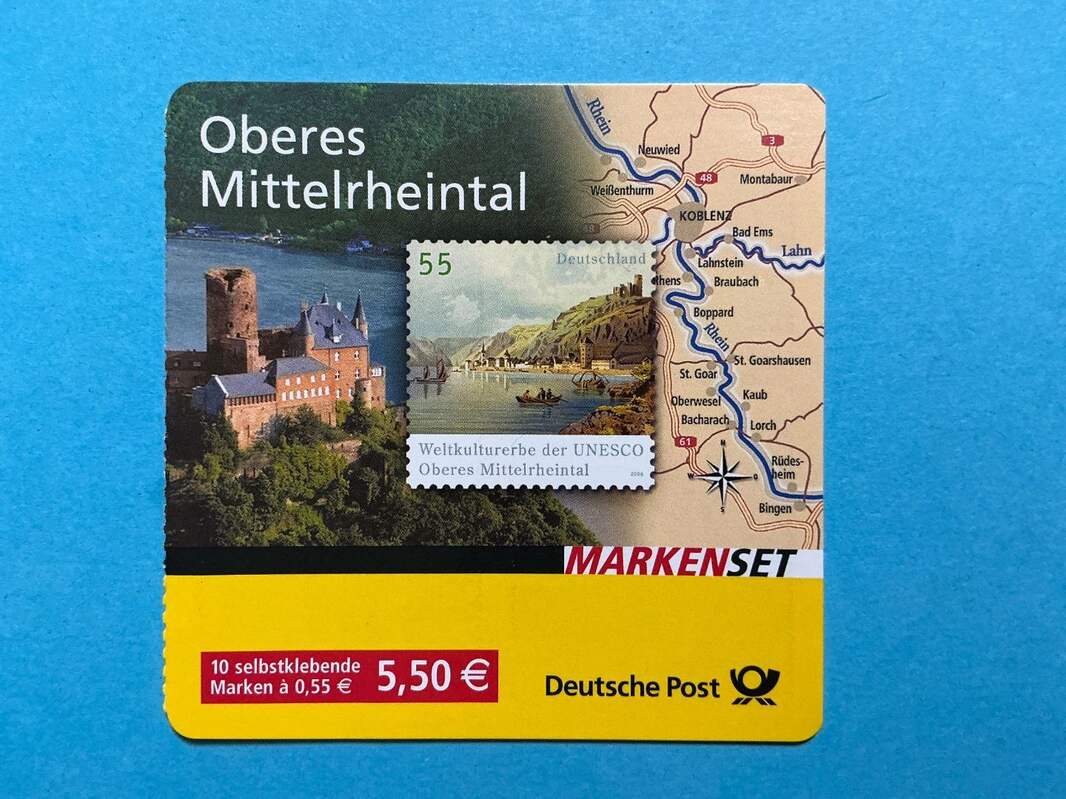 Oberes
Mittelrheintal
55
Deutschland
Weltkulturerbe der UNESCO
Oberes Mittelrheintal
2006
Rhein
Neuwied
3
Weißenthurm
48
Montabaur
48
KOBLENZ
Bad Ems
Lahn
Lahnstein
Braubach
Boppard
Rhein
St. Goarshausen
St. Goar
Kaub
Oberwesel
Bacharach
Lorch
61
Rüdes-
heim
N
W
O
S
Bingen
MARKENSET
10 selbstklebende
Marken à 0,55 €
5,50 €
Deutsche Post